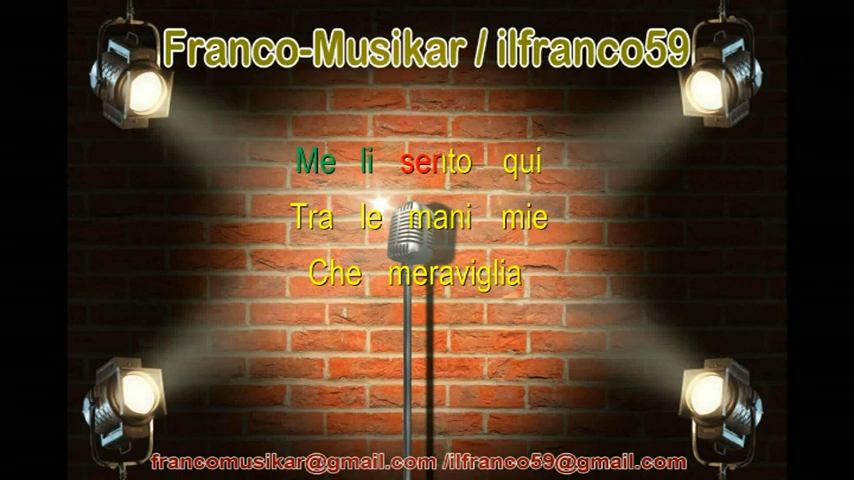 Franco-Musikar / ilfranco59
Me li sento qui
Tra le mani mie
Che meraviglia
francomusikar@gmail.com /ilfranco59@gmail.com